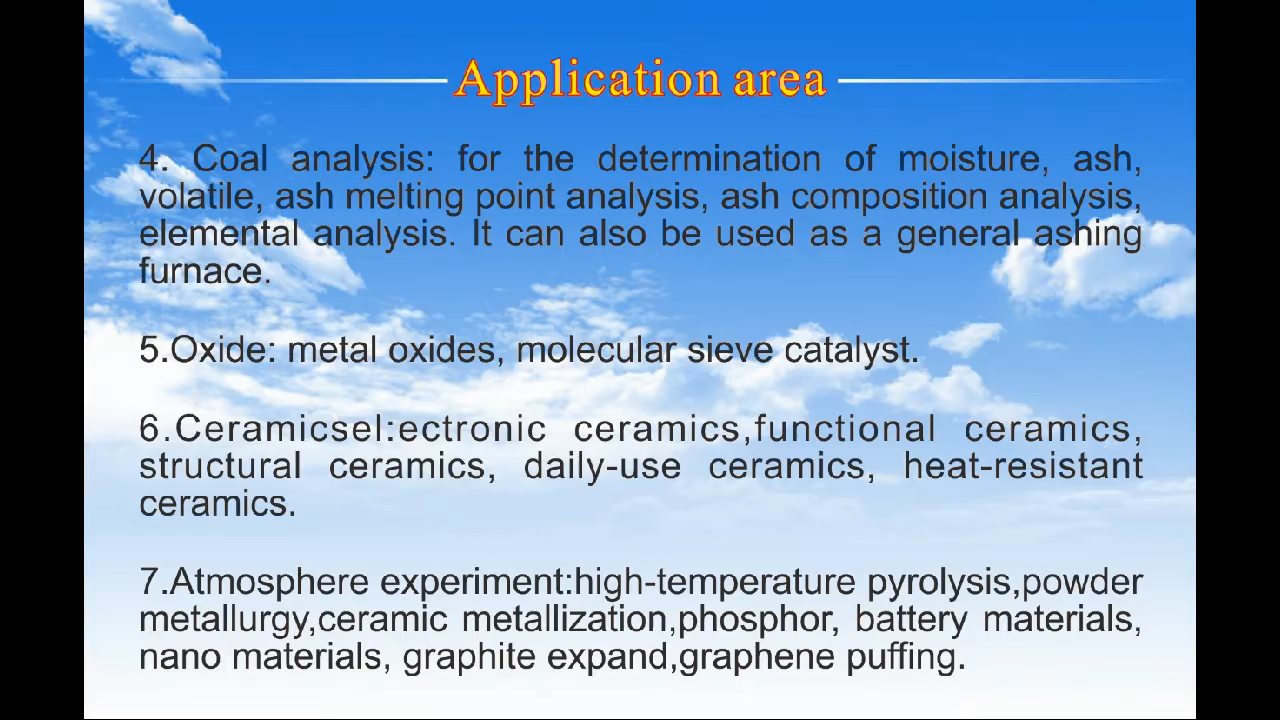 Application area
4. Coal analysis: for the determination of moisture, ash,
volatile, ash melting point analysis, ash composition analysis,
elemental analysis. It can also be used as a general ashing
furnace.
5.Oxide: metal oxides, molecular sieve catalyst.
6.Ceramicsel:ectronic ceramics,functional ceramics,
structural ceramics, daily-use ceramics, heat-resistant
ceramics.
7.Atmosphere experiment:high-temperature pyrolysis,powder
metallurgy,ceramic metallization,phosphor, battery materials,
nano materials, graphite expand,graphene puffing.